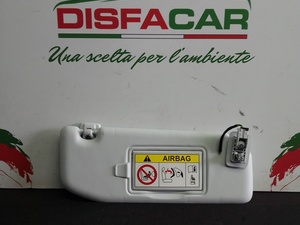 DISFACAR
Una scelta per l'ambiente
AIRBAG